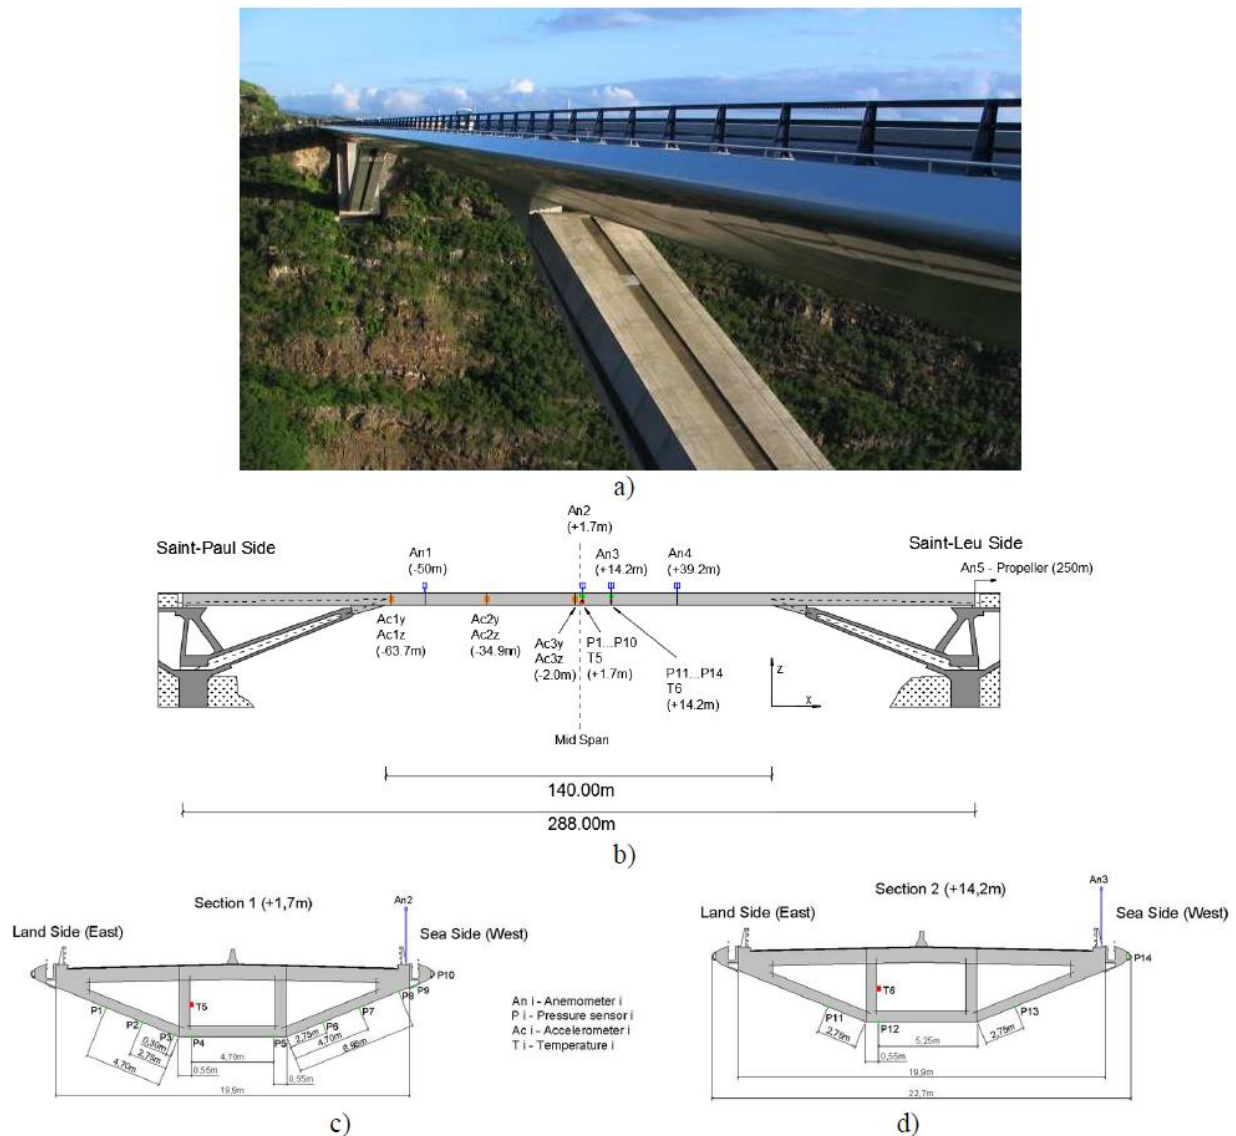 a)
An2
(+1.7m)
Saint-Paul Side
Saint-Leu Side
An1
(-50m)
An3
(+14.2m)
An4
(+39.2m)
An5 - Propeller (250m)
Ac1y
Ac1z
(-63.7m)
Ac2y
Ac2z
(-34.9m)
Ac3y
Ac3z
(-2.0m)
P1...P10
T5
(+1.7m)
P11...P14
T6
(+14.2m)
Z
X
Mid Span
140.00m
288.00m
b)
Section 1 (+1,7m)
An2
Land Side (East)
Sea Side (West)
P10
P9
P8
T5
P1
P2
P3
P4
P5
P6
P7
0,30m
2,75m
4,70m
4,70m
2,75m
4,70m
0,55m
0,55m
19,9m
c)
An i - Anemometer i
P i - Pressure sensor i
Ac i - Accelerometer i
T i - Temperature i
Section 2 (+14,2m)
An3
Land Side (East)
Sea Side (West)
P14
T6
P11
P12
P13
2,75m
2,75m
5,25m
0,55m
19,9m
22,7m
d)